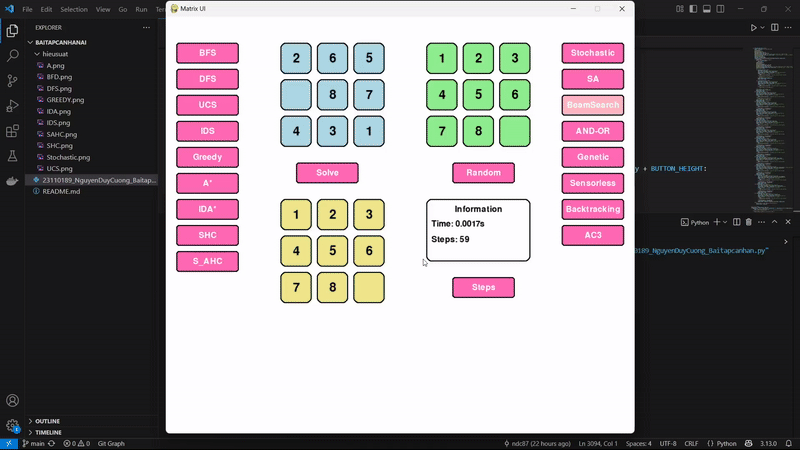 File Edit Selection View Go Run
EXPLORER
BAITAPCANHANAI
hieusuat
A.png
BFD.png
DFS.png
GREEDY.png
IDA.png
IDS.png
SAHC.png
SHC.png
Stochastic.png
UCS.png
23110189_NguyenDuyCuong_Baitap...
README.md
OUTLINE
TIMELINE
Matrix UI
BFS
DFS
UCS
IDS
Greedy
A*
IDA*
SHC
S_AHC
2 6 5
8 7
4 3 1
Solve
1 2 3
4 5 6
7 8
1 2 3
4 5 6
7 8
Random
Information
Time: 0.0017s
Steps: 59
Steps
Stochastic
SA
BeamSearch
AND-OR
Genetic
Sensorless
Backtracking
AC3
y + BUTTON_HEIGHT:
Python
0189_NguyenDuyCuong_Baitapcanhan.py"
main 0 0 Git Graph
ndc87 (22 hours ago) Ln 3094, Col 1 Spaces: 4 UTF-8 CRLF Python 3.13.0